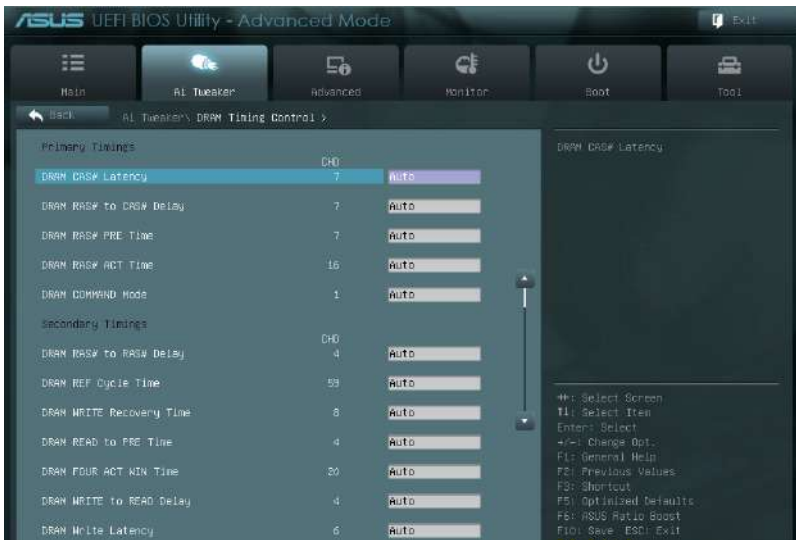 ASUS UEFI BIOS Utility - Advanced Mode
Exit
Main
Ai Tweaker
Advanced
Monitor
Boot
Tool
Back
Ai Tweaker\ DRAM Timing Control >
Primary Timings
CHD
DRAM CAS# Latency 7 Auto
DRAM RAS# to CAS# Delay 7 Auto
DRAM RAS# PRE Time 7 Auto
DRAM RAS# ACT Time 16 Auto
DRAM COMMAND Mode 1 Auto
Secondary Timings
CHD
DRAM RAS# to RAS# Delay 4 Auto
DRAM REF Cycle Time 59 Auto
DRAM WRITE Recovery Time 8 Auto
DRAM READ to PRE Time 4 Auto
DRAM FOUR ACT WIN Time 20 Auto
DRAM WRITE to READ Delay 4 Auto
DRAM Write Latency 6 Auto
DRAM CAS# Latency
→←: Select Screen
↑↓: Select Item
Enter: Select
+/-: Change Opt.
F1: General Help
F2: Previous Values
F3: Shortcut
F5: Optimized Defaults
F6: ASUS Ratio Boost
F10: Save ESC: Exit